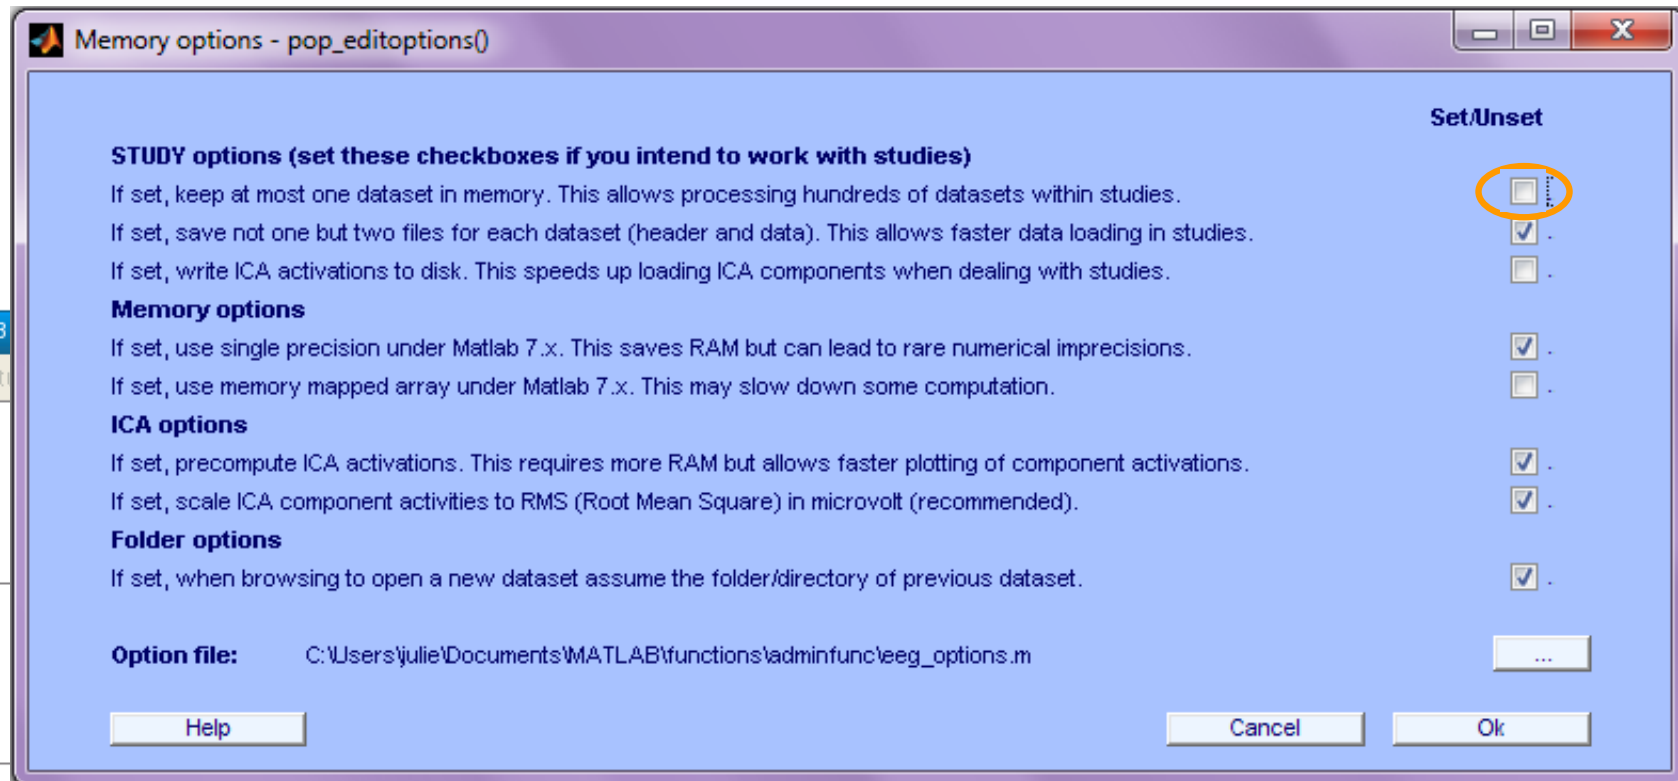 Memory options - pop_editoptions()
Set/Unset
STUDY options (set these checkboxes if you intend to work with studies)
If set, keep at most one dataset in memory. This allows processing hundreds of datasets within studies.
If set, save not one but two files for each dataset (header and data). This allows faster data loading in studies.
If set, write ICA activations to disk. This speeds up loading ICA components when dealing with studies.
Memory options
If set, use single precision under Matlab 7.x. This saves RAM but can lead to rare numerical imprecisions.
If set, use memory mapped array under Matlab 7.x. This may slow down some computation.
ICA options
If set, precompute ICA activations. This requires more RAM but allows faster plotting of component activations.
If set, scale ICA component activities to RMS (Root Mean Square) in microvolt (recommended).
Folder options
If set, when browsing to open a new dataset assume the folder/directory of previous dataset.
Option file: C:\Users\julie\Documents\MATLAB\functions\adminfunc\eeg_options.m ...
Help Cancel Ok